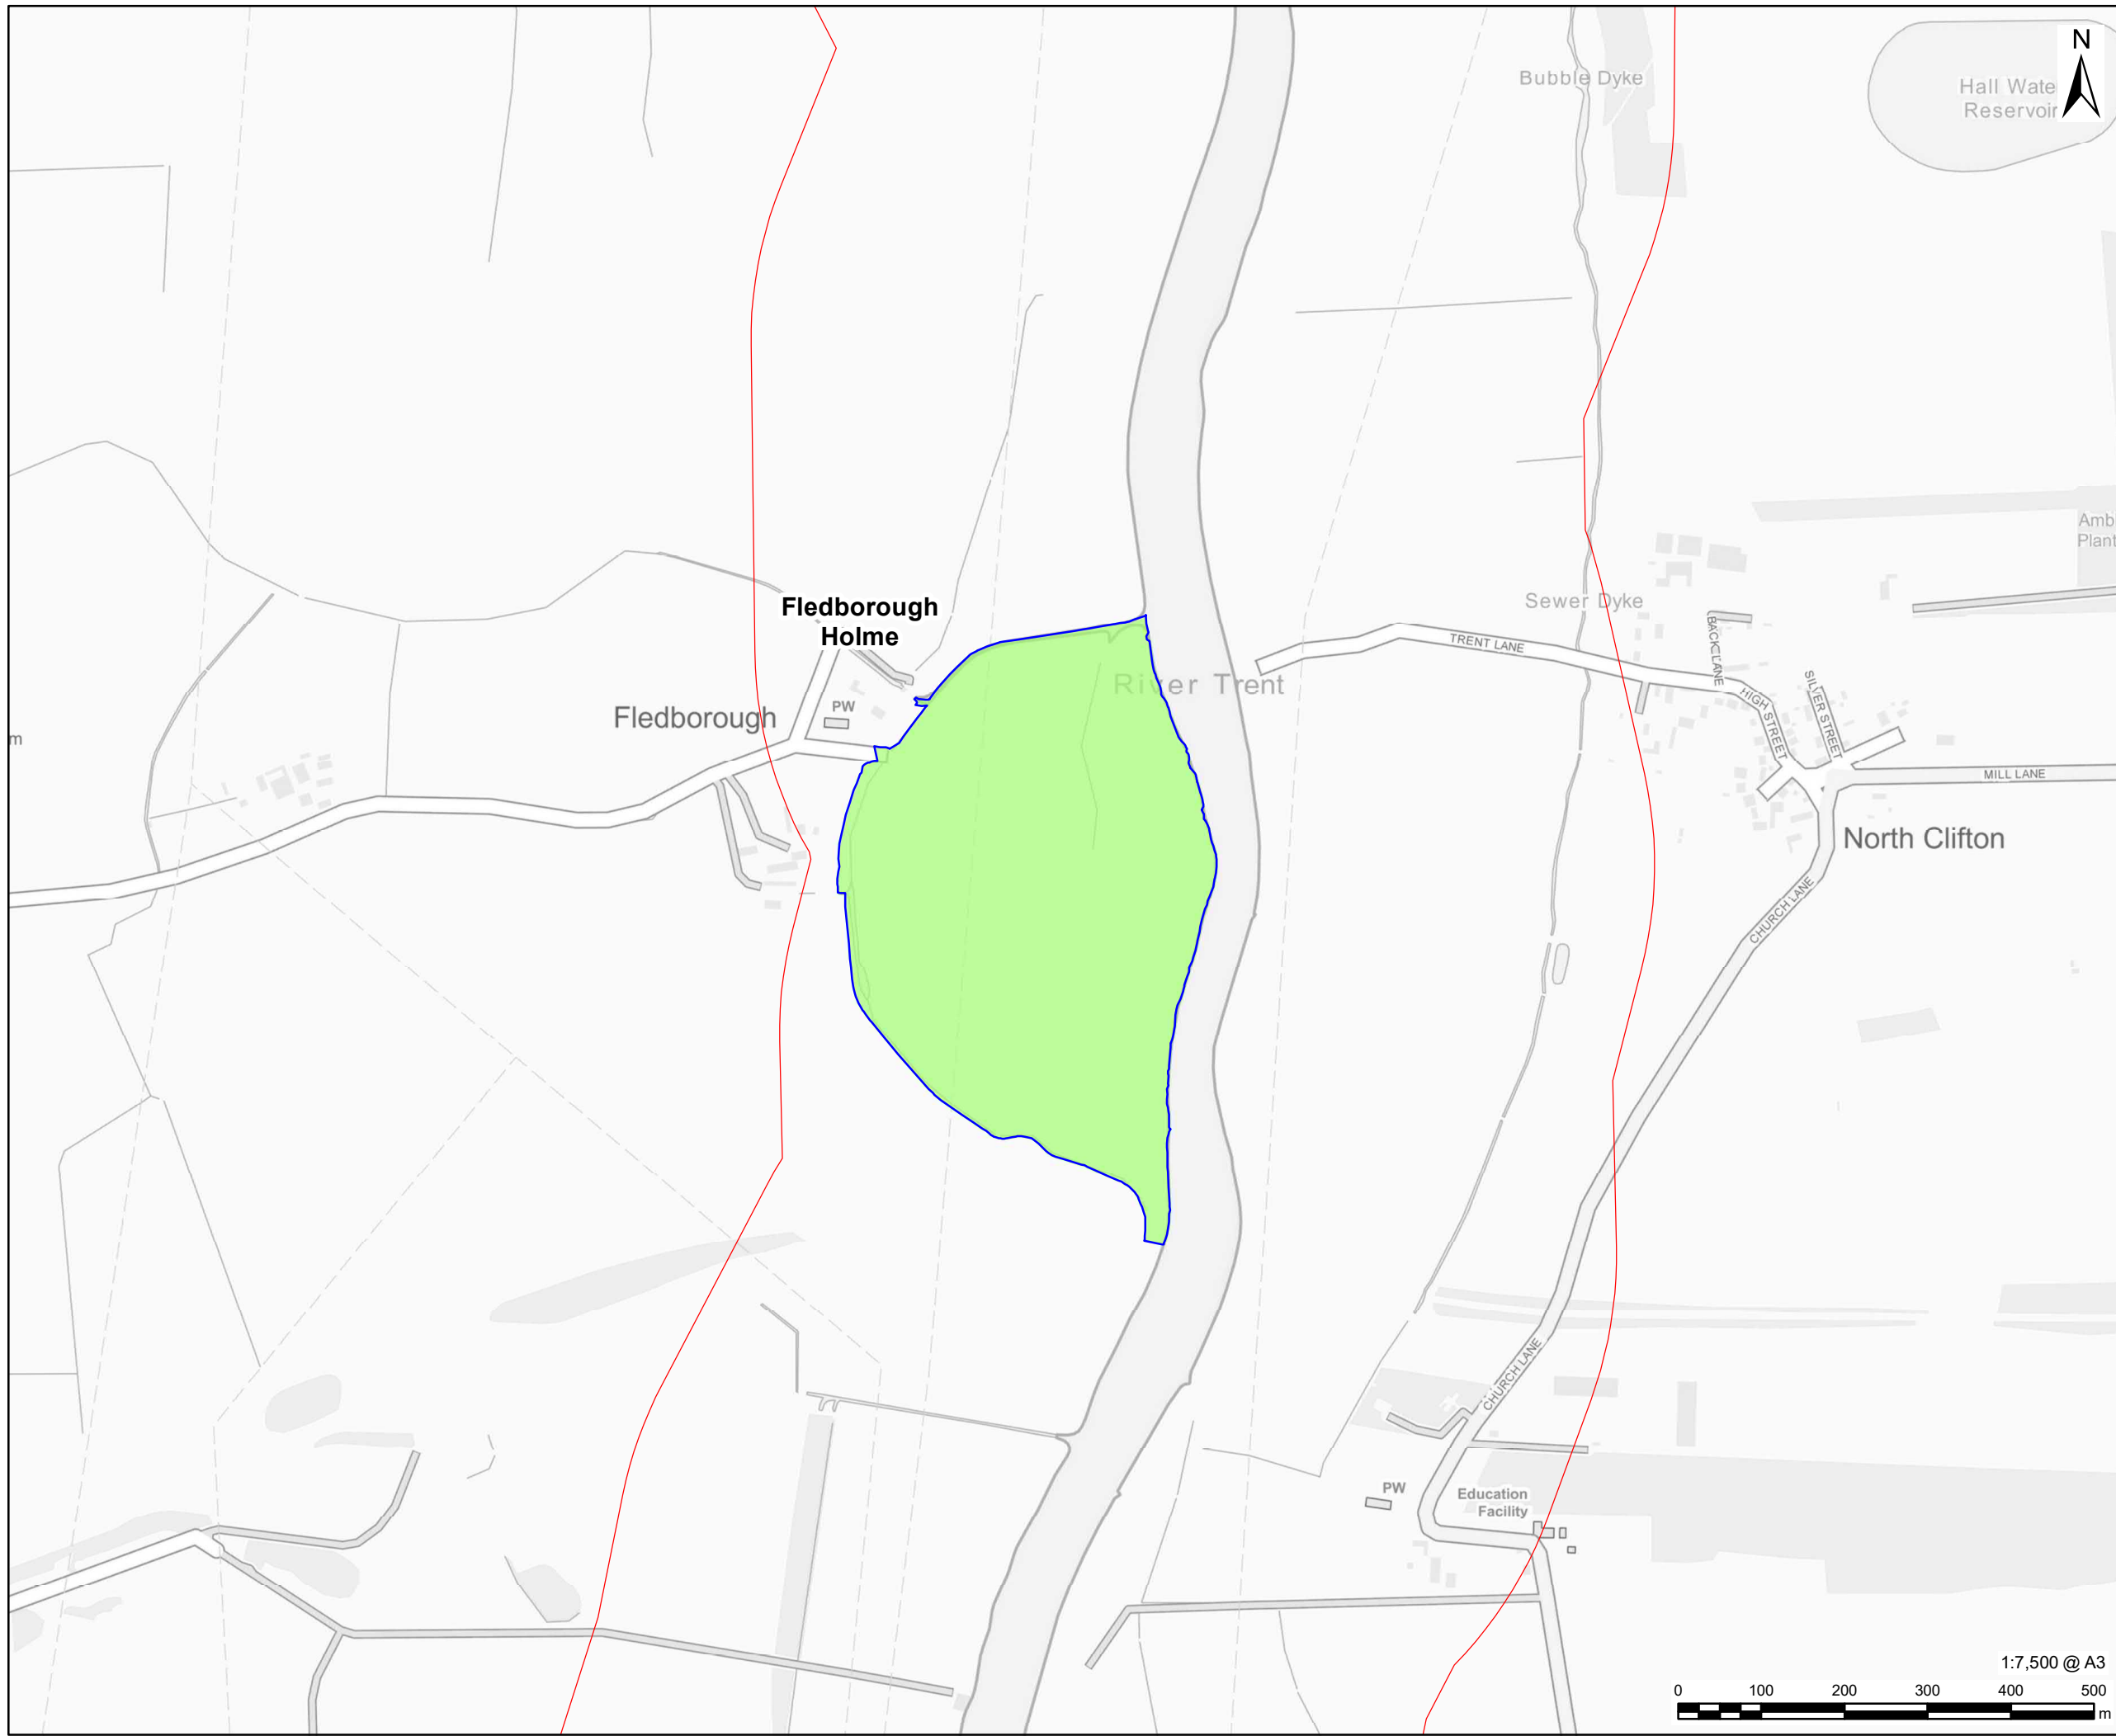 N
Bubble Dyke
Hall Wate
Reservoir
Amb
Plant
Fledborough
Holme
Sewer Dyke
TRENT LANE
BACK LANE
River Trent
SILVER STREET
HIGH STREET
PW
Fledborough
m
MILL LANE
North Clifton
CHURCH LANE
CHURCH LANE
PW
Education
Facility
1:7,500 @ A3
0 100 200 300 400 500
m